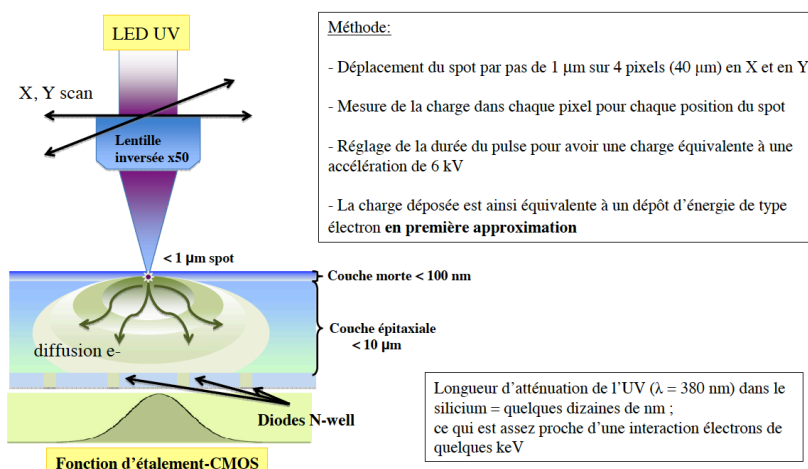 LED UV
X, Y scan
Lentille
inversée x50
< 1 μm spot
Couche morte < 100 nm
Couche épitaxiale
< 10 μm
diffusion e-
Diodes N-well
Fonction d'étalement-CMOS
Méthode:
- Déplacement du spot par pas de 1 μm sur 4 pixels (40 μm) en X et en Y
- Mesure de la charge dans chaque pixel pour chaque position du spot
- Réglage de la durée du pulse pour avoir une charge équivalente à une
accélération de 6 kV
- La charge déposée est ainsi équivalente à un dépôt d'énergie de type
électron en première approximation
Longueur d'atténuation de l'UV (λ = 380 nm) dans le
silicium = quelques dizaines de nm ;
ce qui est assez proche d'une interaction électrons de
quelques keV